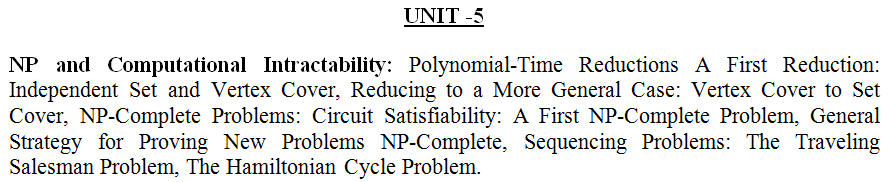 UNIT -5
NP and Computational Intractability: Polynomial-Time Reductions A First Reduction:
Independent Set and Vertex Cover, Reducing to a More General Case: Vertex Cover to Set
Cover, NP-Complete Problems: Circuit Satisfiability: A First NP-Complete Problem, General
Strategy for Proving New Problems NP-Complete, Sequencing Problems: The Traveling
Salesman Problem, The Hamiltonian Cycle Problem.